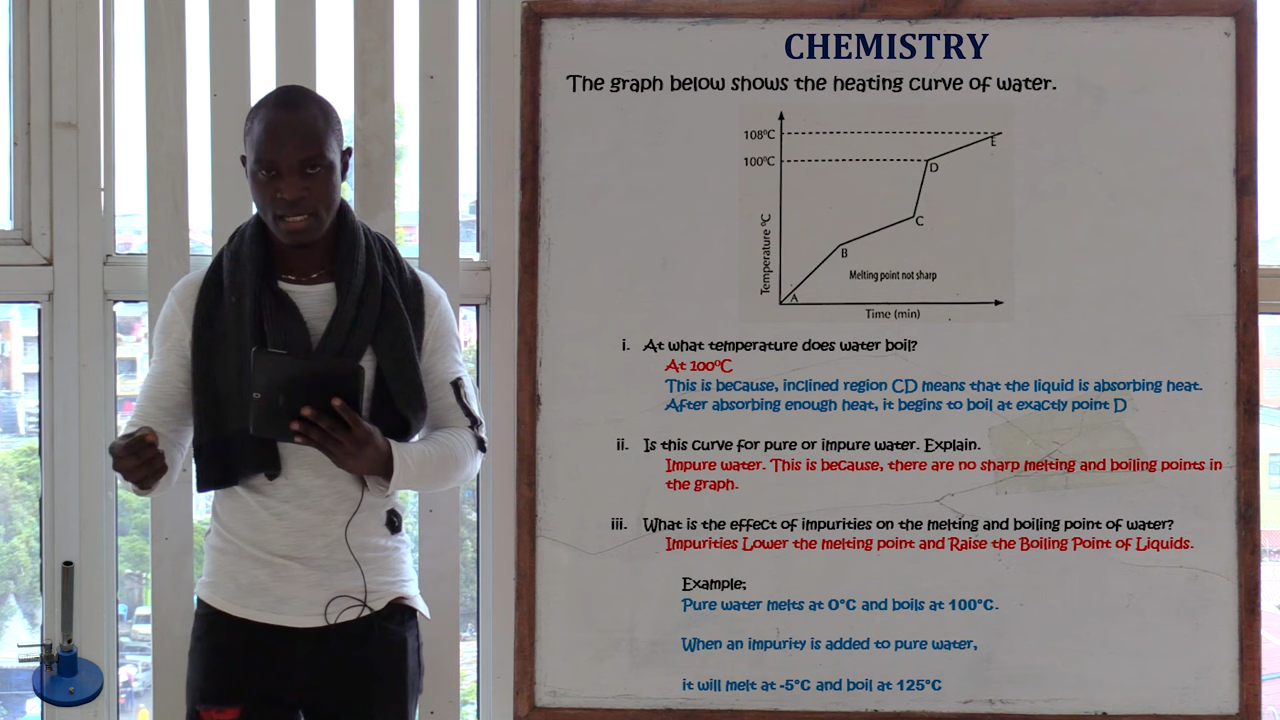 CHEMISTRY
The graph below shows the heating curve of water.
108°C
100°C
E
D
C
B
A
Melting point not sharp
Temperature °C
Time (min)
i. At what temperature does water boil?
At 100°C
This is because, inclined region CD means that the liquid is absorbing heat.
After absorbing enough heat, it begins to boil at exactly point D
ii. Is this curve for pure or impure water. Explain.
Impure water. This is because, there are no sharp melting and boiling points in
the graph.
iii. What is the effect of impurities on the melting and boiling point of water?
Impurities Lower the melting point and Raise the Boiling Point of Liquids.
Example;
Pure water melts at 0°C and boils at 100°C.
When an impurity is added to pure water,
it will melt at -5°C and boil at 125°C